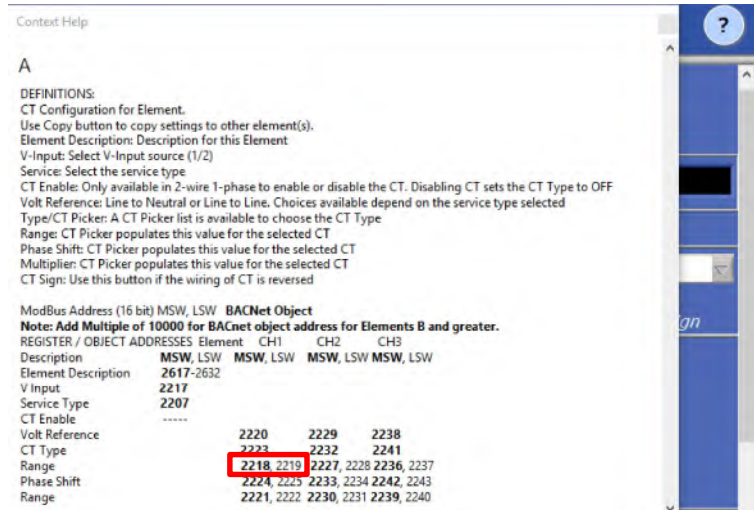 Context Help
?
A
DEFINITIONS:
CT Configuration for Element.
Use Copy button to copy settings to other element(s).
Element Description: Description for this Element
V-Input: Select V-Input source (1/2)
Service: Select the service type
CT Enable: Only available in 2-wire 1-phase to enable or disable the CT. Disabling CT sets the CT Type to OFF
Volt Reference: Line to Neutral or Line to Line. Choices available depend on the service type selected
Type/CT Picker: A CT Picker list is available to choose the CT Type
Range: CT Picker populates this value for the selected CT
Phase Shift: CT Picker populates this value for the selected CT
Multiplier: CT Picker populates this value for the selected CT
CT Sign: Use this button if the wiring of CT is reversed
ModBus Address (16 bit) MSW, LSW BACNet Object
Note: Add Multiple of 10000 for BACnet object address for Elements B and greater.
gn
REGISTER / OBJECT ADDRESSES Element CH1 CH2 CH3
Description MSW, LSW MSW, LSW MSW, LSW MSW, LSW
Element Description 2617-2632
V Input 2217
Service Type 2207
CT Enable -----
Volt Reference 2220 2229 2238
CT Type 2223 2232 2241
Range 2218, 2219 2227, 2228 2236, 2237
Phase Shift 2224, 2225 2233, 2234 2242, 2243
Range 2221, 2222 2230, 2231 2239, 2240